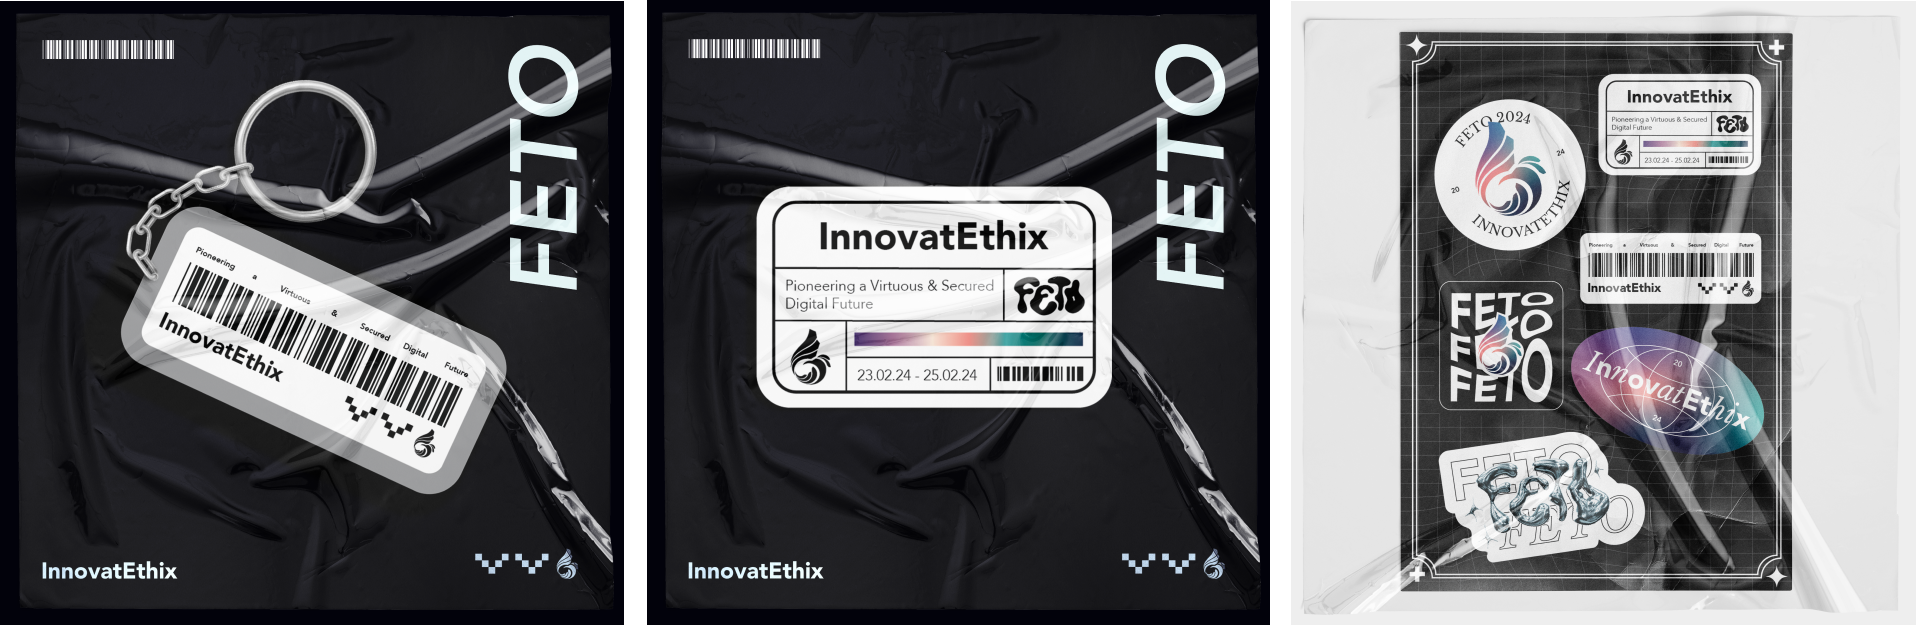 FETO
Pioneering a Virtuous & Secured Digital Future
InnovatEthix
InnovatEthix
FETO
InnovatEthix
Pioneering a Virtuous & Secured
Digital Future
FETO
23.02.24 - 25.02.24
InnovatEthix
FETO 2024
20
24
INNOVATETHIX
InnovatEthix
Pioneering a Virtuous & Secured
Digital Future
FETO
23.02.24 - 25.02.24
Pioneering a Virtuous & Secured Digital Future
InnovatEthix
FETO
FETO
FETO
FETO
20
InnovatEthix
24
FETO
FETO
FETO